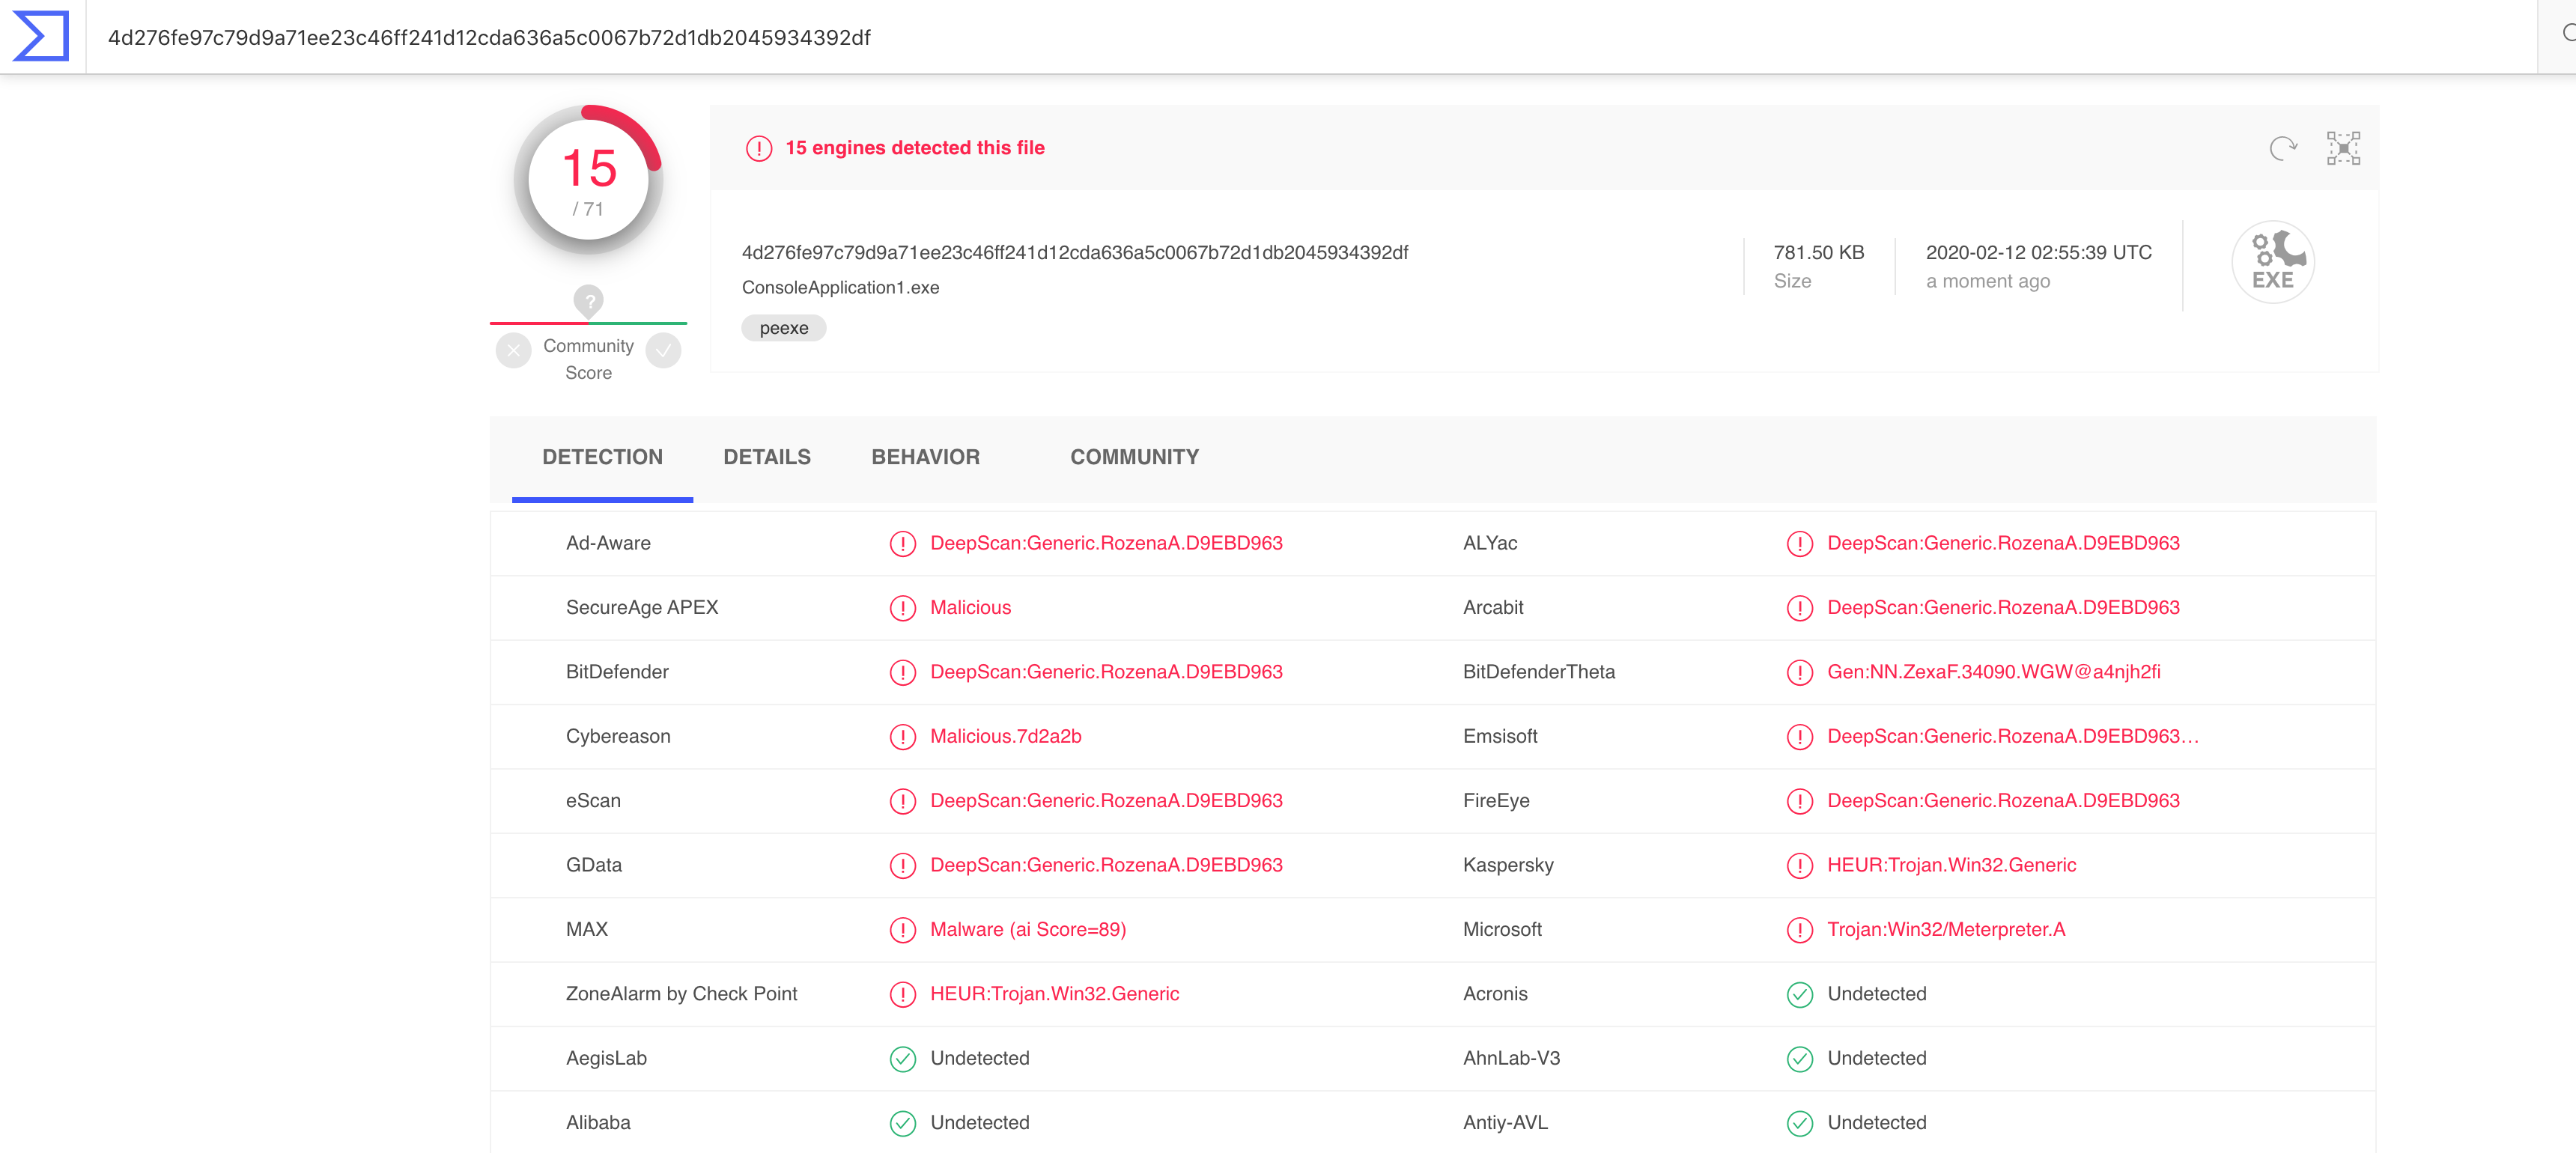 4d276fe97c79d9a71ee23c46ff241d12cda636a5c0067b72d1db2045934392df
15
/ 71
?
Community
Score
15 engines detected this file
4d276fe97c79d9a71ee23c46ff241d12cda636a5c0067b72d1db2045934392df
ConsoleApplication1.exe
peexe
781.50 KB
Size
2020-02-12 02:55:39 UTC
a moment ago
EXE
DETECTION DETAILS BEHAVIOR COMMUNITY
Ad-Aware DeepScan:Generic.RozenaA.D9EBD963 ALYac DeepScan:Generic.RozenaA.D9EBD963
SecureAge APEX Malicious Arcabit DeepScan:Generic.RozenaA.D9EBD963
BitDefender DeepScan:Generic.RozenaA.D9EBD963 BitDefenderTheta Gen:NN.ZexaF.34090.WGW@a4njh2fi
Cybereason Malicious.7d2a2b Emsisoft DeepScan:Generic.RozenaA.D9EBD963…
eScan DeepScan:Generic.RozenaA.D9EBD963 FireEye DeepScan:Generic.RozenaA.D9EBD963
GData DeepScan:Generic.RozenaA.D9EBD963 Kaspersky HEUR:Trojan.Win32.Generic
MAX Malware (ai Score=89) Microsoft Trojan:Win32/Meterpreter.A
ZoneAlarm by Check Point HEUR:Trojan.Win32.Generic Acronis Undetected
AegisLab Undetected AhnLab-V3 Undetected
Alibaba Undetected Antiy-AVL Undetected